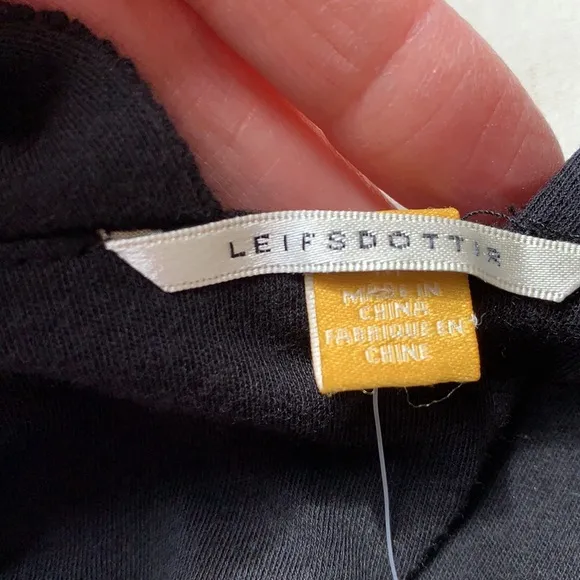 LEIFSDOTTIR
MADE IN
CHINA
FABRIQUE EN
CHINE